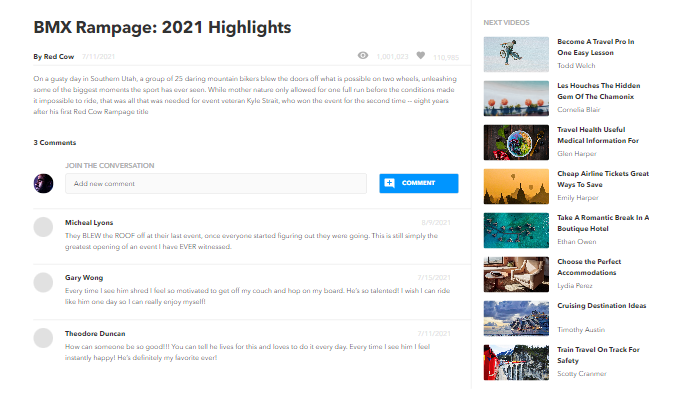 BMX Rampage: 2021 Highlights
By Red Cow 7/11/2021 1,001,023 110,985
On a gusty day in Southern Utah, a group of 25 daring mountain bikers blew the doors off what is possible on two wheels, unleashing
some of the biggest moments the sport has ever seen. While mother nature only allowed for one full run before the conditions made
it impossible to ride, that was all that was needed for event veteran Kyle Strait, who won the event for the second time -- eight years
after his first Red Cow Rampage title
3 Comments
JOIN THE CONVERSATION
Add new comment
COMMENT
Micheal Lyons 8/9/2021
They BLEW the ROOF off at their last event, once everyone started figuring out they were going. This is still simply the
greatest opening of an event I have EVER witnessed.
Gary Wong 7/15/2021
Every time I see him shred I feel so motivated to get off my couch and hop on my board. He's so talented! I wish I can ride
like him one day so I can really enjoy myself!
Theodore Duncan 7/11/2021
How can someone be so good!!! You can tell he lives for this and loves to do it every day. Every time I see him I feel
instantly happy! He's definitely my favorite ever!
NEXT VIDEOS
Become A Travel Pro In
One Easy Lesson
Todd Welch
Les Houches The Hidden
Gem Of The Chamonix
Cornelia Blair
Travel Health Useful
Medical Information For
Glen Harper
Cheap Airline Tickets Great
Ways To Save
Emily Harper
Take A Romantic Break In A
Boutique Hotel
Ethan Owen
Choose the Perfect
Accommodations
Lydia Perez
Cruising Destination Ideas
Timothy Austin
Train Travel On Track For
Safety
Scotty Cranmer